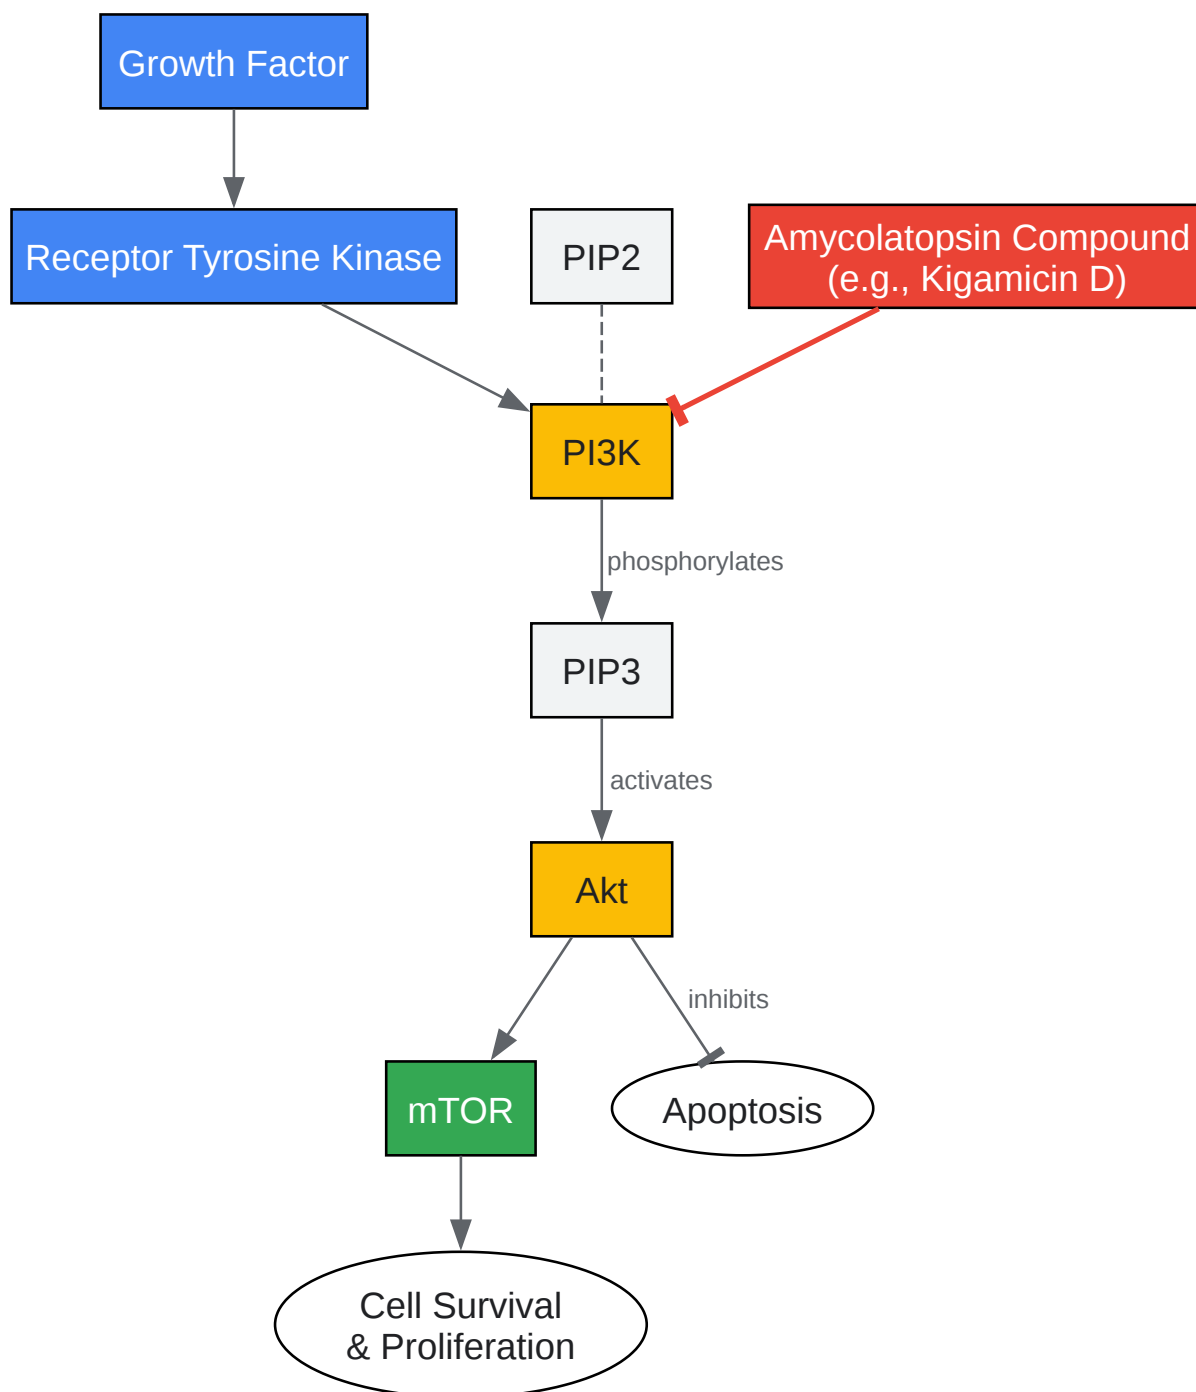 Growth Factor
Receptor Tyrosine Kinase
PIP2
Amycolatopsin Compound
(e.g., Kigamicin D)
PI3K
phosphorylates
PIP3
activates
Akt
inhibits
mTOR
Apoptosis
Cell Survival
& Proliferation